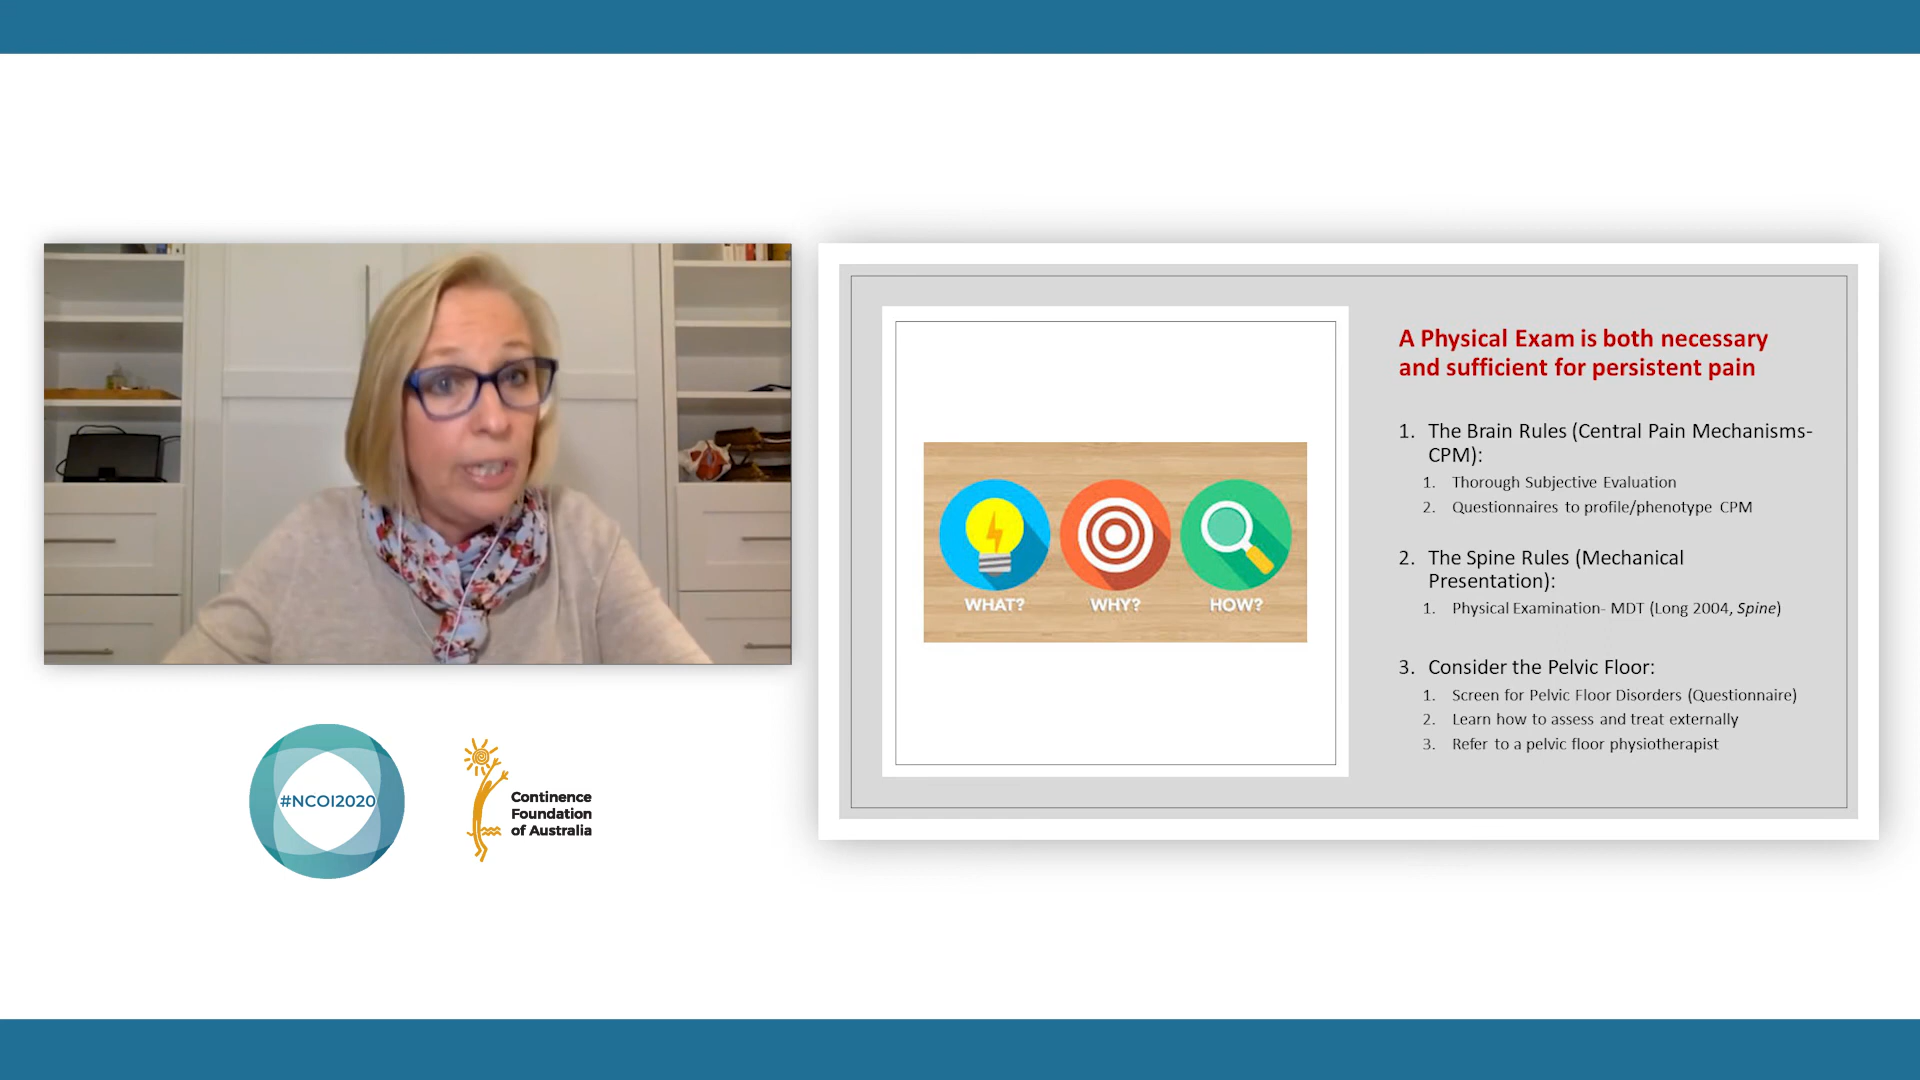 A Physical Exam is both necessary
and sufficient for persistent pain
1. The Brain Rules (Central Pain Mechanisms-
CPM):
1. Thorough Subjective Evaluation
2. Questionnaires to profile/phenotype CPM
2. The Spine Rules (Mechanical
Presentation):
1. Physical Examination- MDT (Long 2004, Spine)
3. Consider the Pelvic Floor:
1. Screen for Pelvic Floor Disorders (Questionnaire)
2. Learn how to assess and treat externally
3. Refer to a pelvic floor physiotherapist
WHAT? WHY? HOW?
#NCOI2020
Continence
Foundation
of Australia